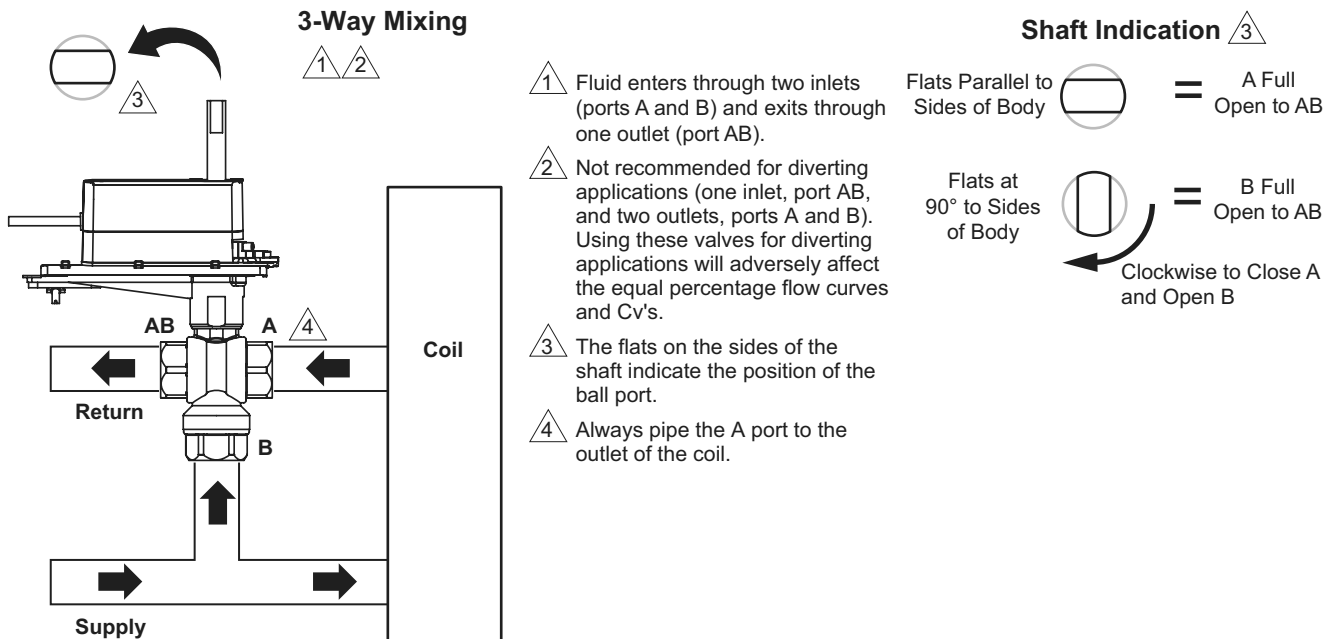 3-Way Mixing
1 2
3
AB
A
4
Coil
Return
B
Supply
1 Fluid enters through two inlets
(ports A and B) and exits through
one outlet (port AB).
2 Not recommended for diverting
applications (one inlet, port AB,
and two outlets, ports A and B).
Using these valves for diverting
applications will adversely affect
the equal percentage flow curves
and Cv's.
3 The flats on the sides of the
shaft indicate the position of the
ball port.
4 Always pipe the A port to the
outlet of the coil.
Shaft Indication 3
Flats Parallel to
Sides of Body
=
A Full
Open to AB
Flats at
90° to Sides
of Body
=
B Full
Open to AB
Clockwise to Close A
and Open B